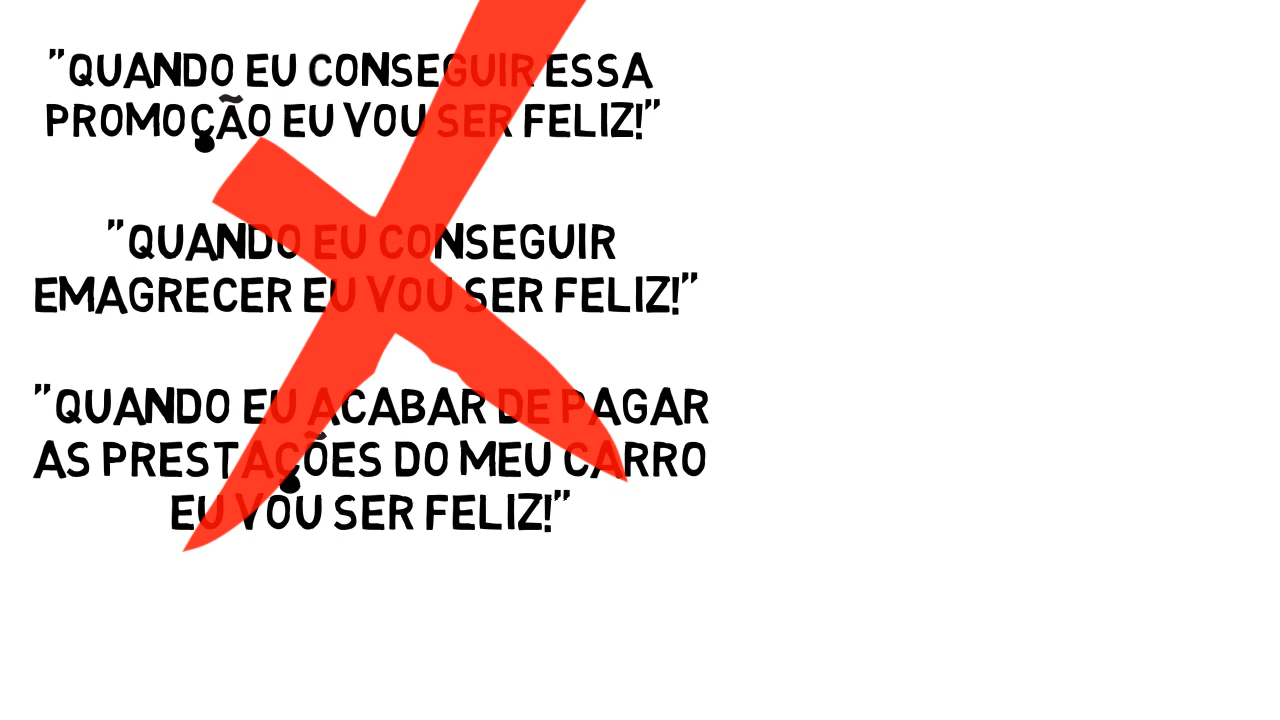 "QUANDO EU CONSEGUIR ESSA
PROMOÇÃO EU VOU SER FELIZ!"
"QUANDO EU CONSEGUIR
EMAGRECER EU VOU SER FELIZ!"
"QUANDO EU ACABAR DE PAGAR
AS PRESTAÇÕES DO MEU CARRO
EU VOU SER FELIZ!"